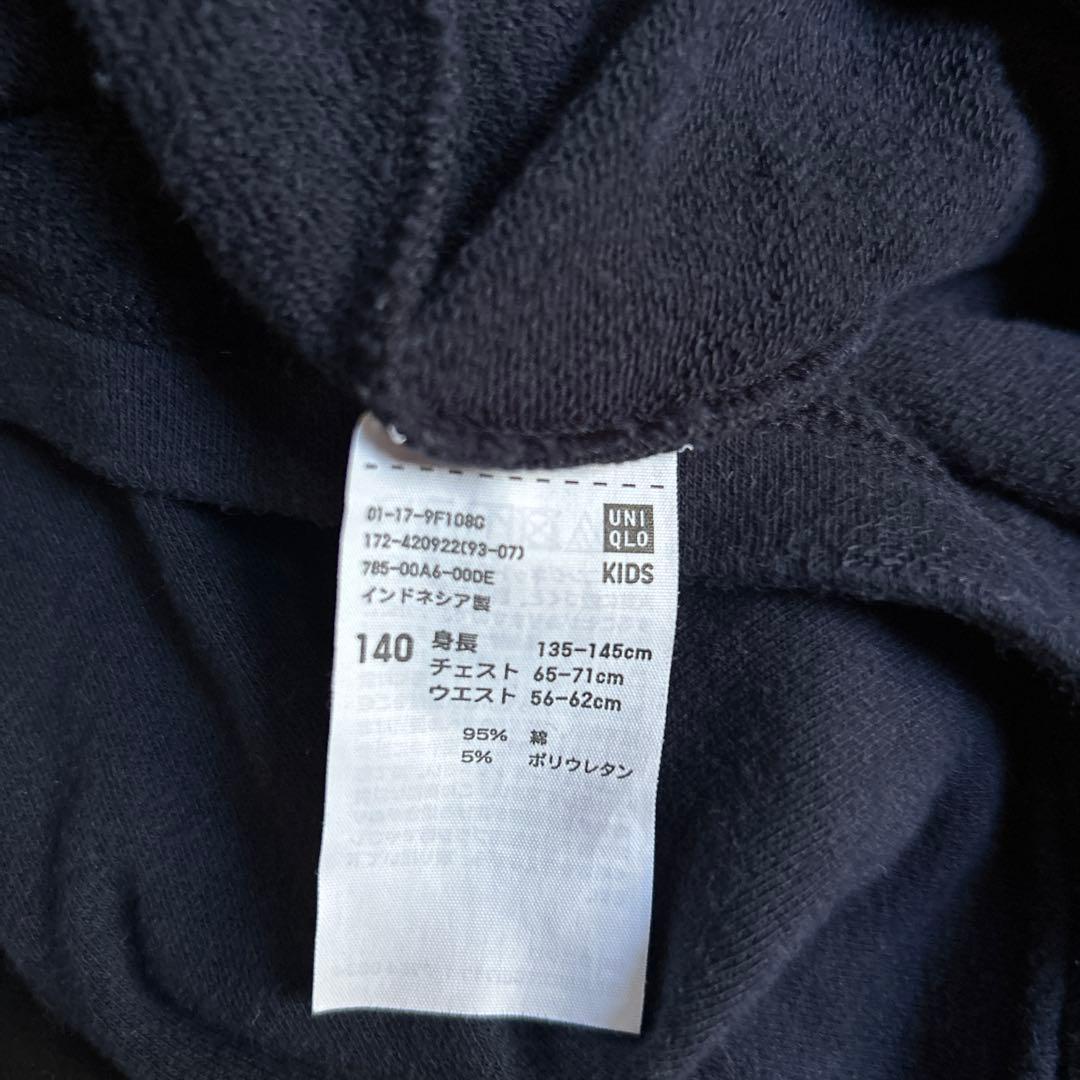 01-17-9F108G
172-420922(93-07)
785-00A6-00DE
インドネシア製
UNI
QLO
KIDS
140
身長 135-145cm
チェスト 65-71cm
ウエスト 56-62cm
95% 綿
5% ポリウレタン